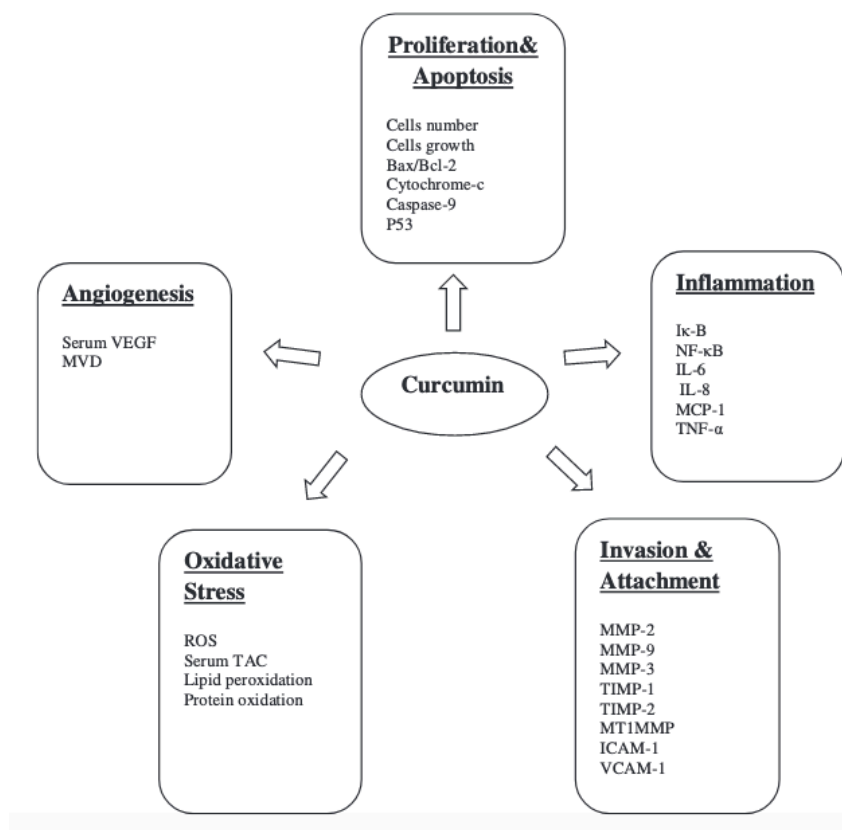 Proliferation&
Apoptosis
Cells number
Cells growth
Bax/Bcl-2
Cytochrome-c
Caspase-9
P53
Angiogenesis
Serum VEGF
MVD
Inflammation
Iκ-B
NF-κB
IL-6
IL-8
MCP-1
TNF-α
Curcumin
Oxidative
Stress
ROS
Serum TAC
Lipid peroxidation
Protein oxidation
Invasion &
Attachment
MMP-2
MMP-9
MMP-3
TIMP-1
TIMP-2
MT1MMP
ICAM-1
VCAM-1